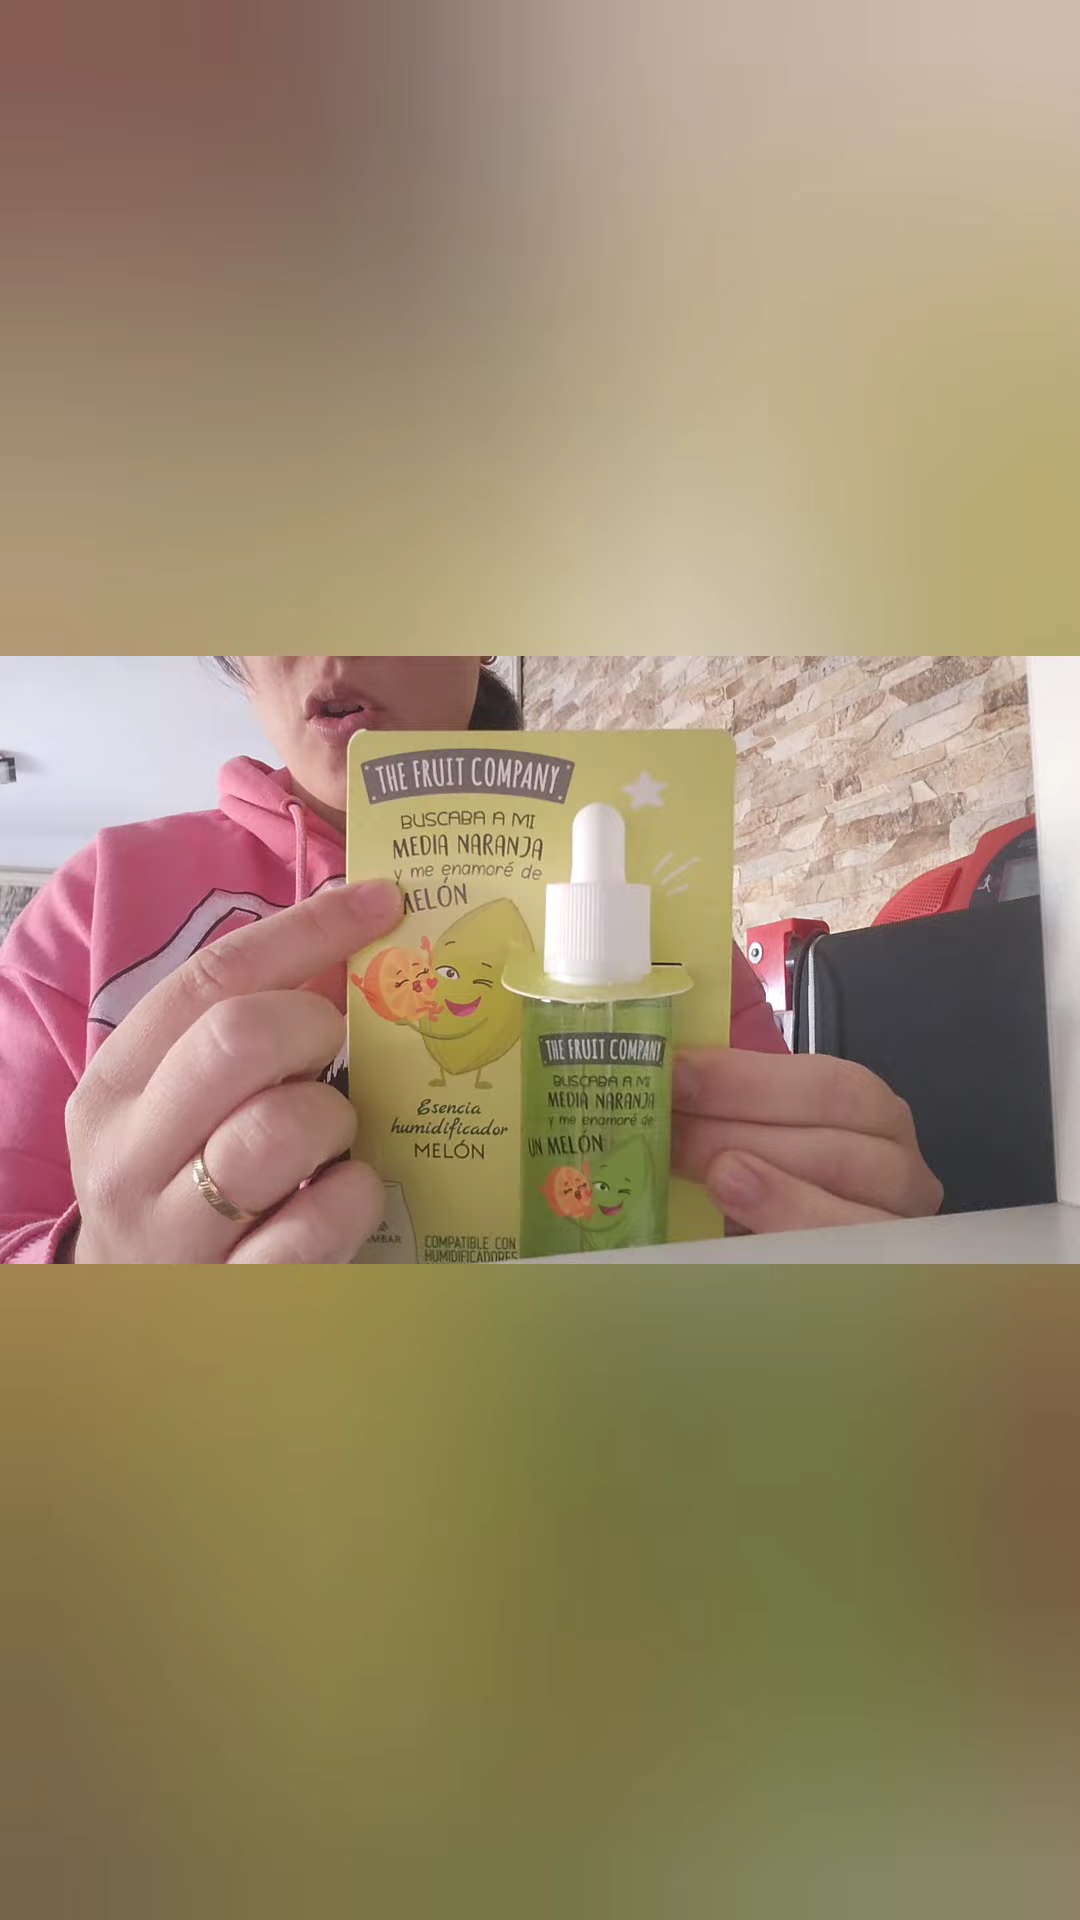 THE FRUIT COMPANY
BUSCABA A MI
MEDIA NARANJA
y me enamoré de
MELÓN
Esencia
humidificador
MELÓN
COMPATIBLE CON
HUMIDIFICADORES
THE FRUIT COMPANY
BUSCABA A MI
MEDIA NARANJA
y me enamoré de
UN MELÓN